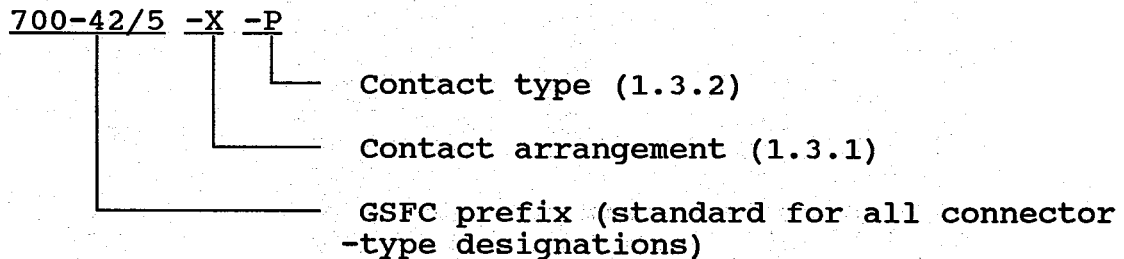 700-42/5 -X -P
Contact type (1.3.2)
Contact arrangement (1.3.1)
GSFC prefix (standard for all connector
-type designations)